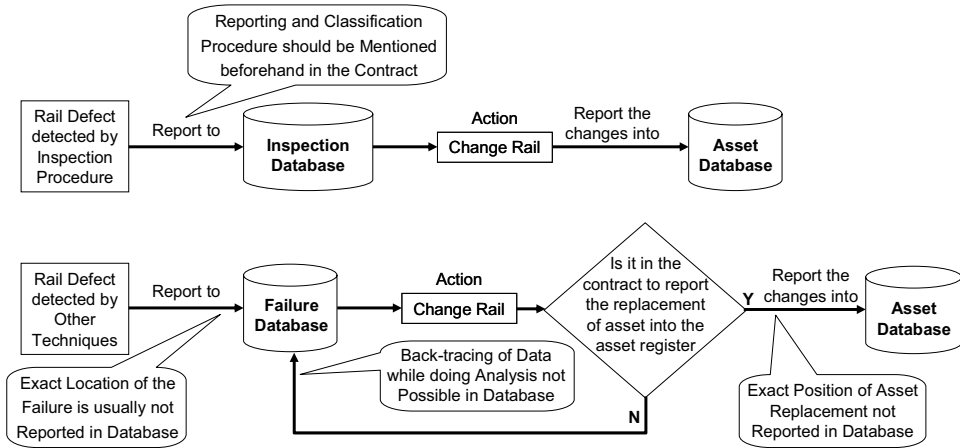 Reporting and Classification
Procedure should be Mentioned
beforehand in the Contract
Rail Defect
detected by
Inspection
Procedure
Report to
Inspection
Database
Action
Change Rail
Report the
changes into
Asset
Database
Rail Defect
detected by
Other
Techniques
Report to
Failure
Database
Action
Change Rail
Is it in the
contract to report
the replacement
of asset into the
asset register
Y
Report the
changes into
Asset
Database
Exact Location of the
Failure is usually not
Reported in Database
Back-tracing of Data
while doing Analysis not
Possible in Database
N
Exact Position of Asset
Replacement not
Reported in Database